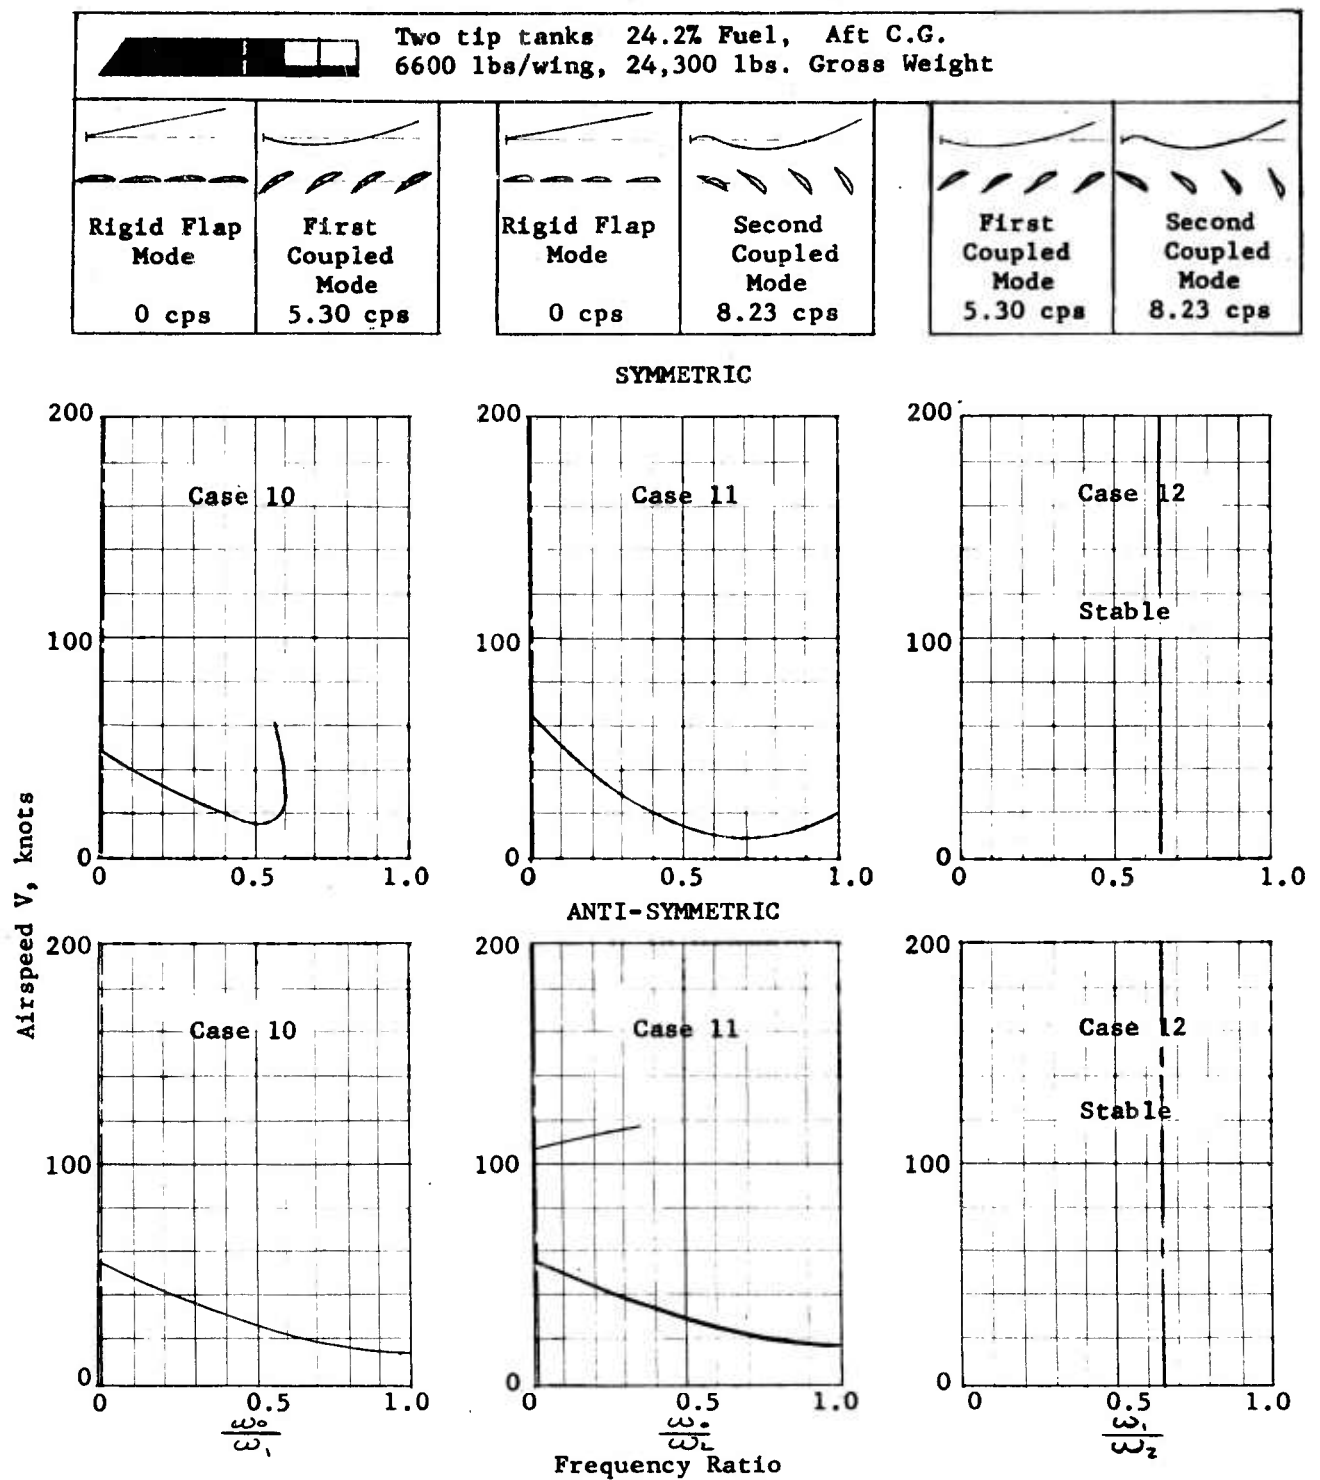 Two tip tanks 24.2% Fuel, Aft C.G.
6600 lbs/wing, 24,300 lbs. Gross Weight
Rigid Flap
Mode
0 cps
First
Coupled
Mode
5.30 cps
Rigid Flap
Mode
0 cps
Second
Coupled
Mode
8.23 cps
First
Coupled
Mode
5.30 cps
Second
Coupled
Mode
8.23 cps
SYMMETRIC
200
100
0
0 0.5 1.0
Case 10
200
100
0
0 0.5 1.0
Case 11
200
100
0
0 0.5 1.0
Case 12
Stable
Airspeed V, knots
ANTI-SYMMETRIC
200
100
0
0 0.5 1.0
Case 10
ω₀/ω₁
200
100
0
0 0.5 1.0
Case 11
ω₀/ω₂
200
100
0
0 0.5 1.0
Case 12
Stable
ω₁/ω₂
Frequency Ratio